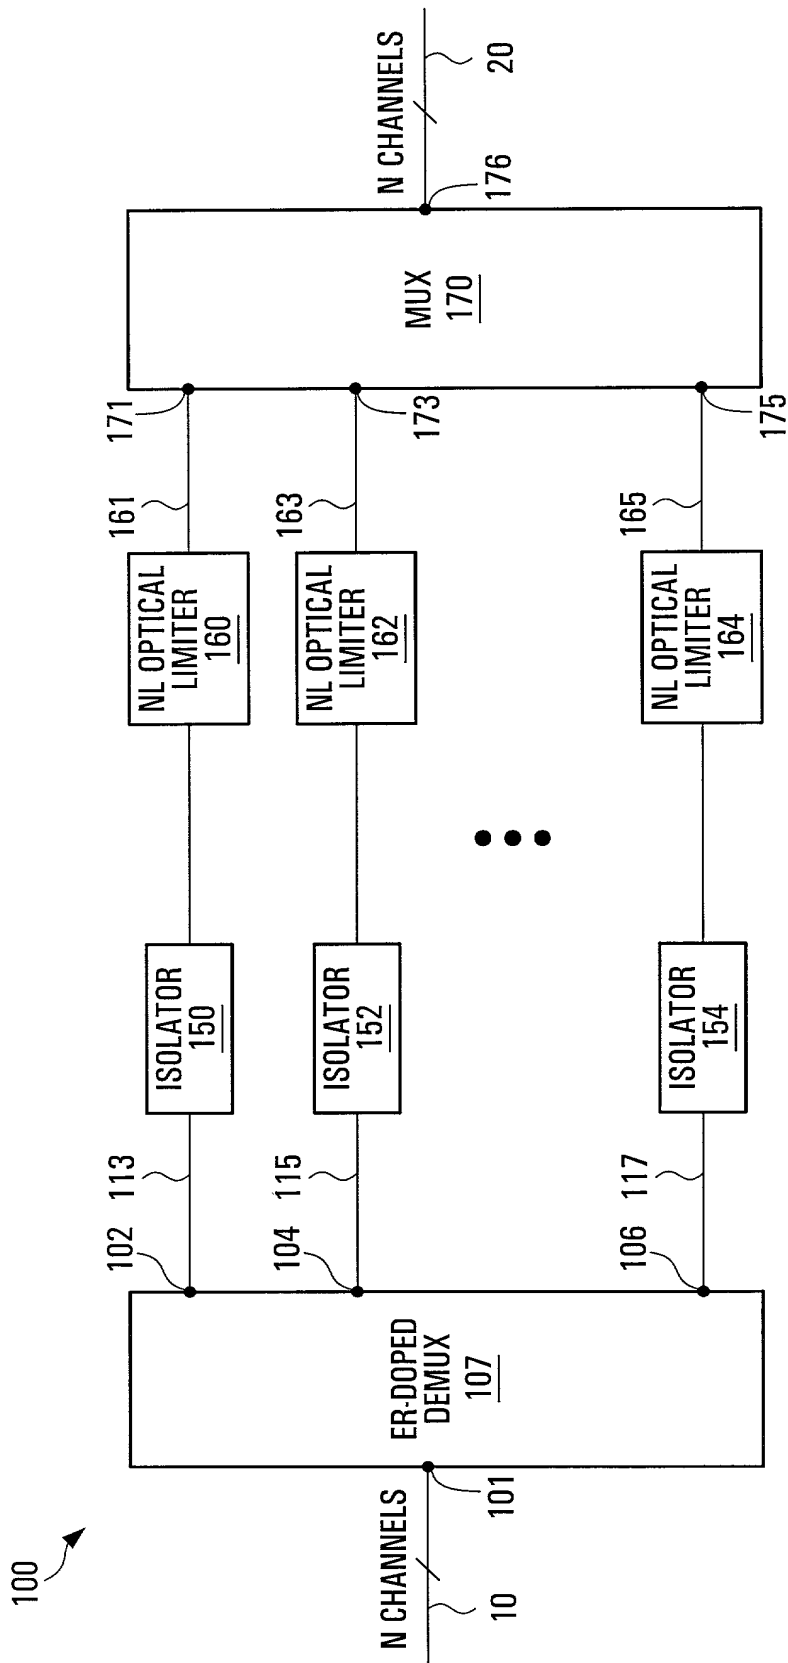 100
N CHANNELS
10
101
ER-DOPED
DEMUX
107
102
104
106
113
115
117
ISOLATOR
150
ISOLATOR
152
ISOLATOR
154
NL OPTICAL
LIMITER
160
NL OPTICAL
LIMITER
162
NL OPTICAL
LIMITER
164
161
163
165
171
173
175
MUX
170
176
N CHANNELS
20